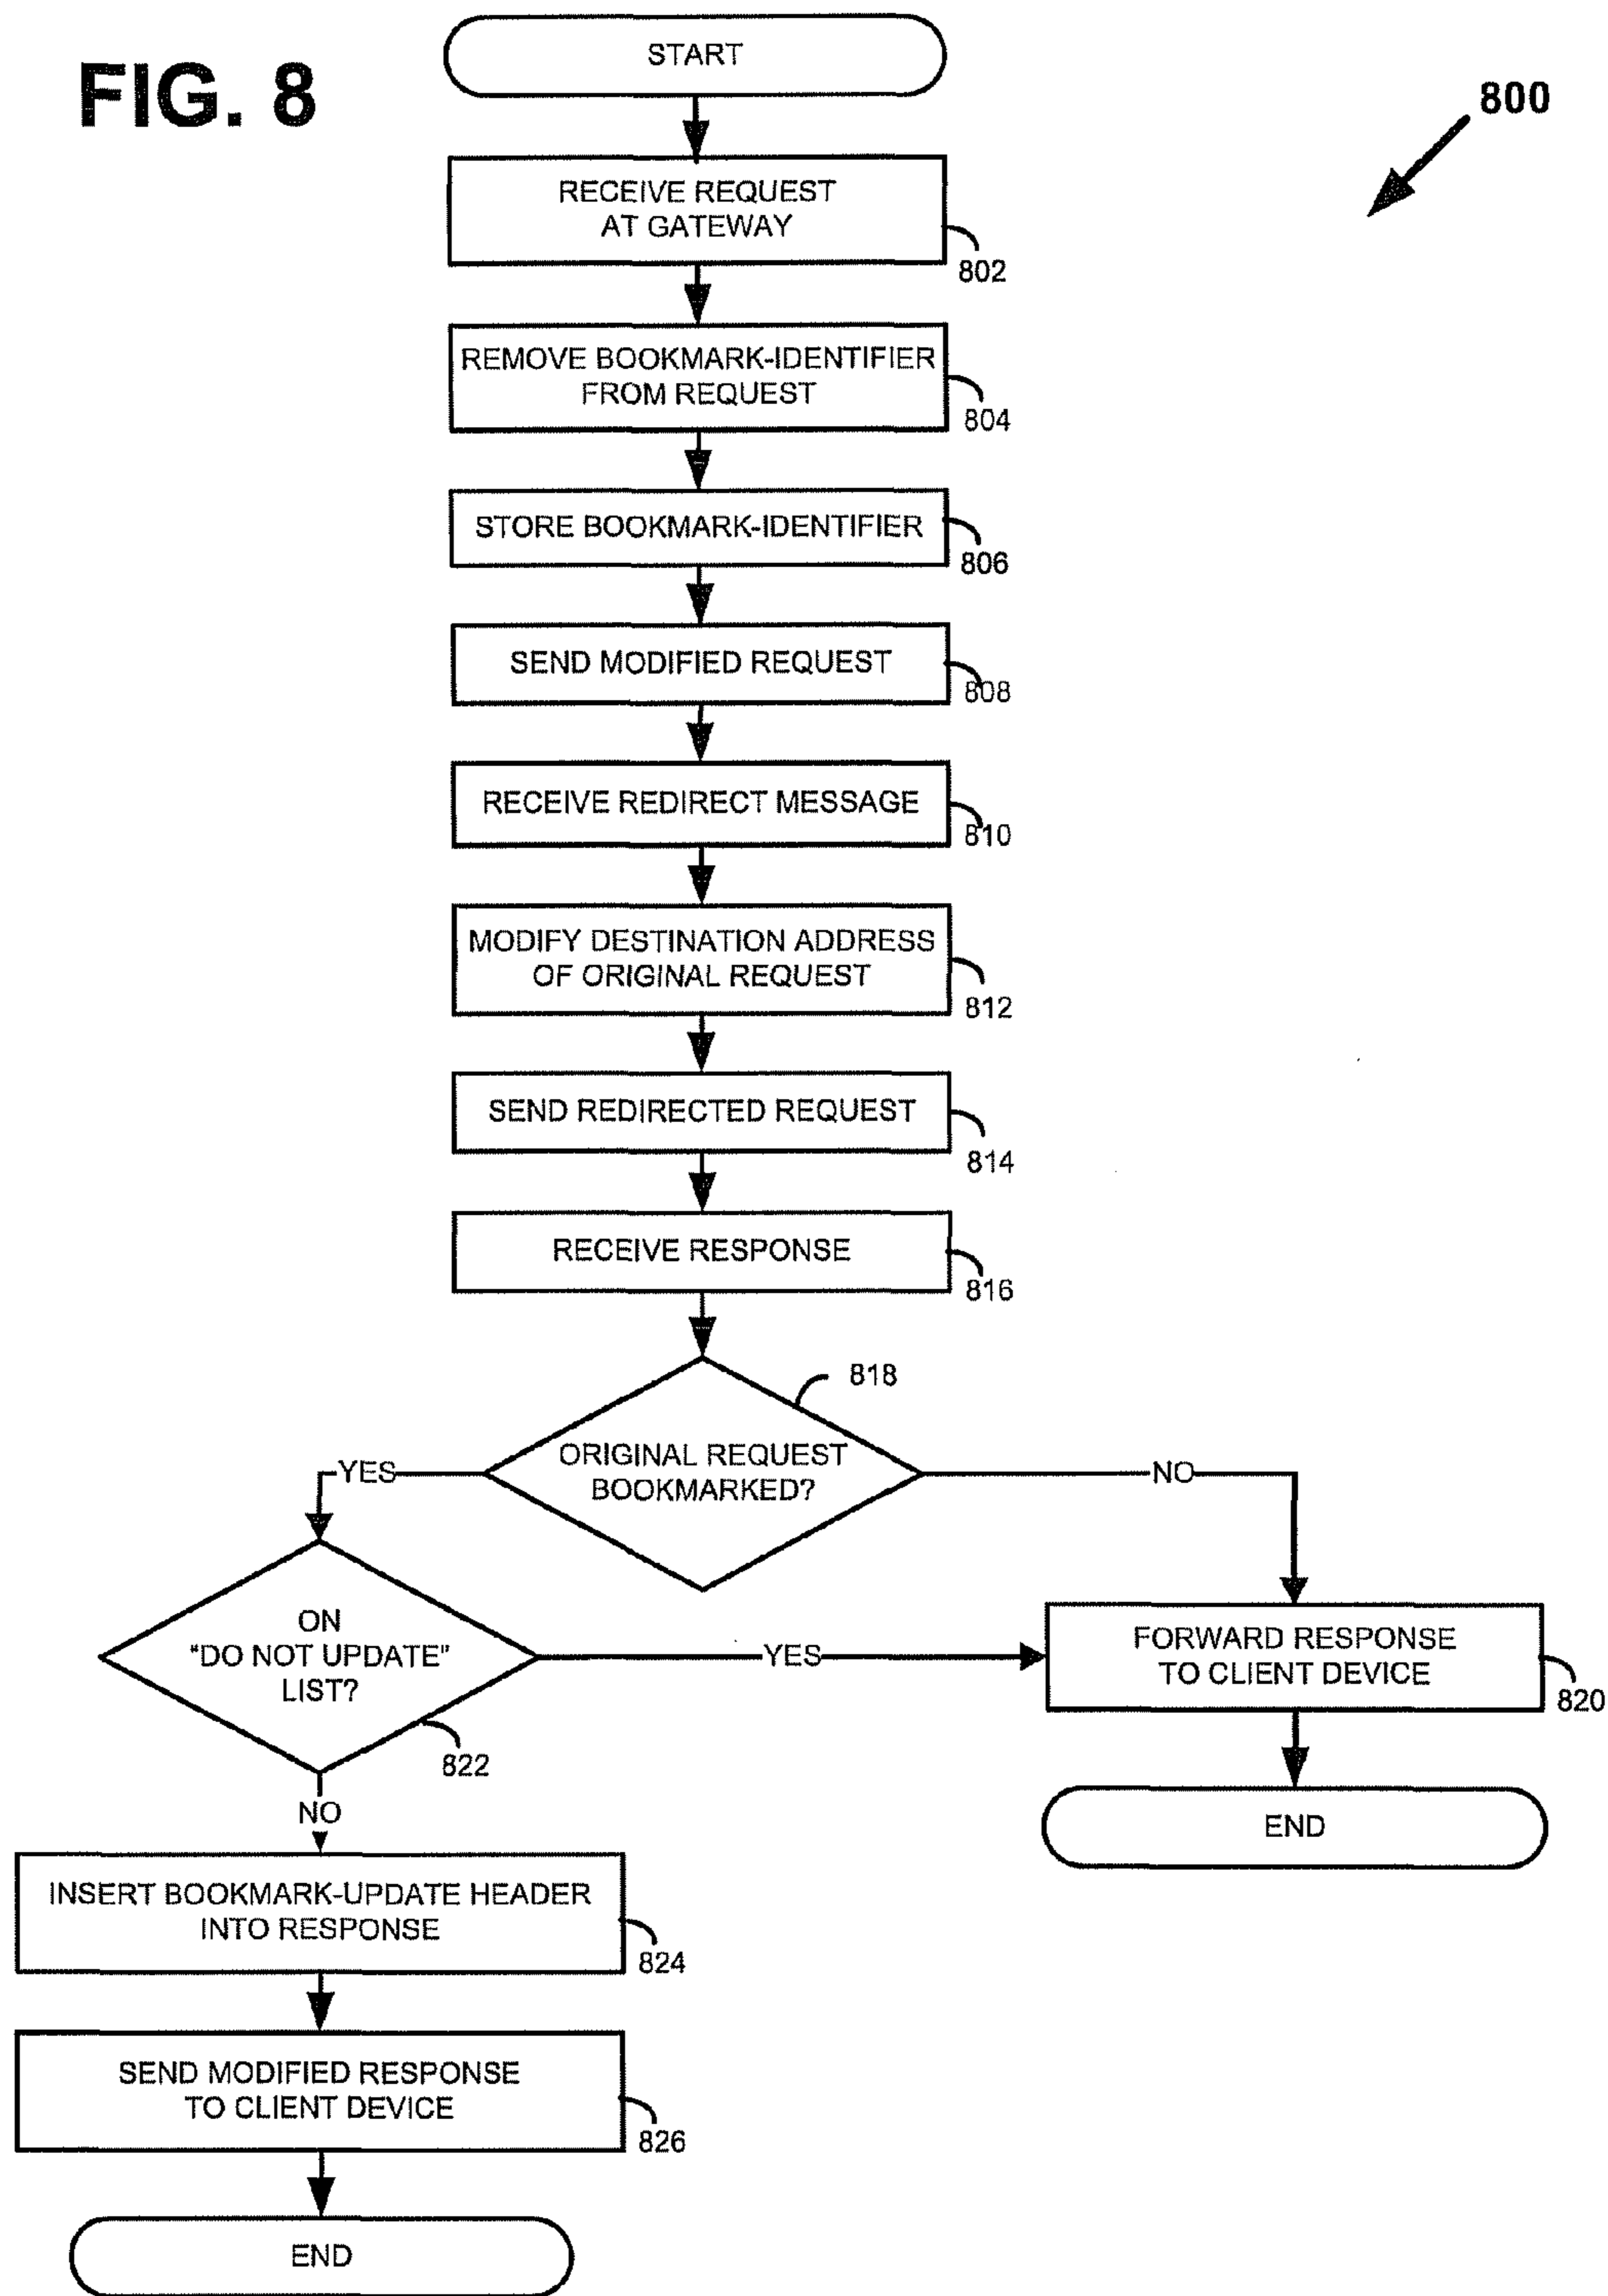 FIG. 8
800
START
RECEIVE REQUEST
AT GATEWAY
802
REMOVE BOOKMARK-IDENTIFIER
FROM REQUEST
804
STORE BOOKMARK-IDENTIFIER
806
SEND MODIFIED REQUEST
808
RECEIVE REDIRECT MESSAGE
810
MODIFY DESTINATION ADDRESS
OF ORIGINAL REQUEST
812
SEND REDIRECTED REQUEST
814
RECEIVE RESPONSE
816
818
ORIGINAL REQUEST
BOOKMARKED?
YES
NO
ON
"DO NOT UPDATE"
LIST?
822
YES
FORWARD RESPONSE
TO CLIENT DEVICE
820
NO
END
INSERT BOOKMARK-UPDATE HEADER
INTO RESPONSE
824
SEND MODIFIED RESPONSE
TO CLIENT DEVICE
826
END